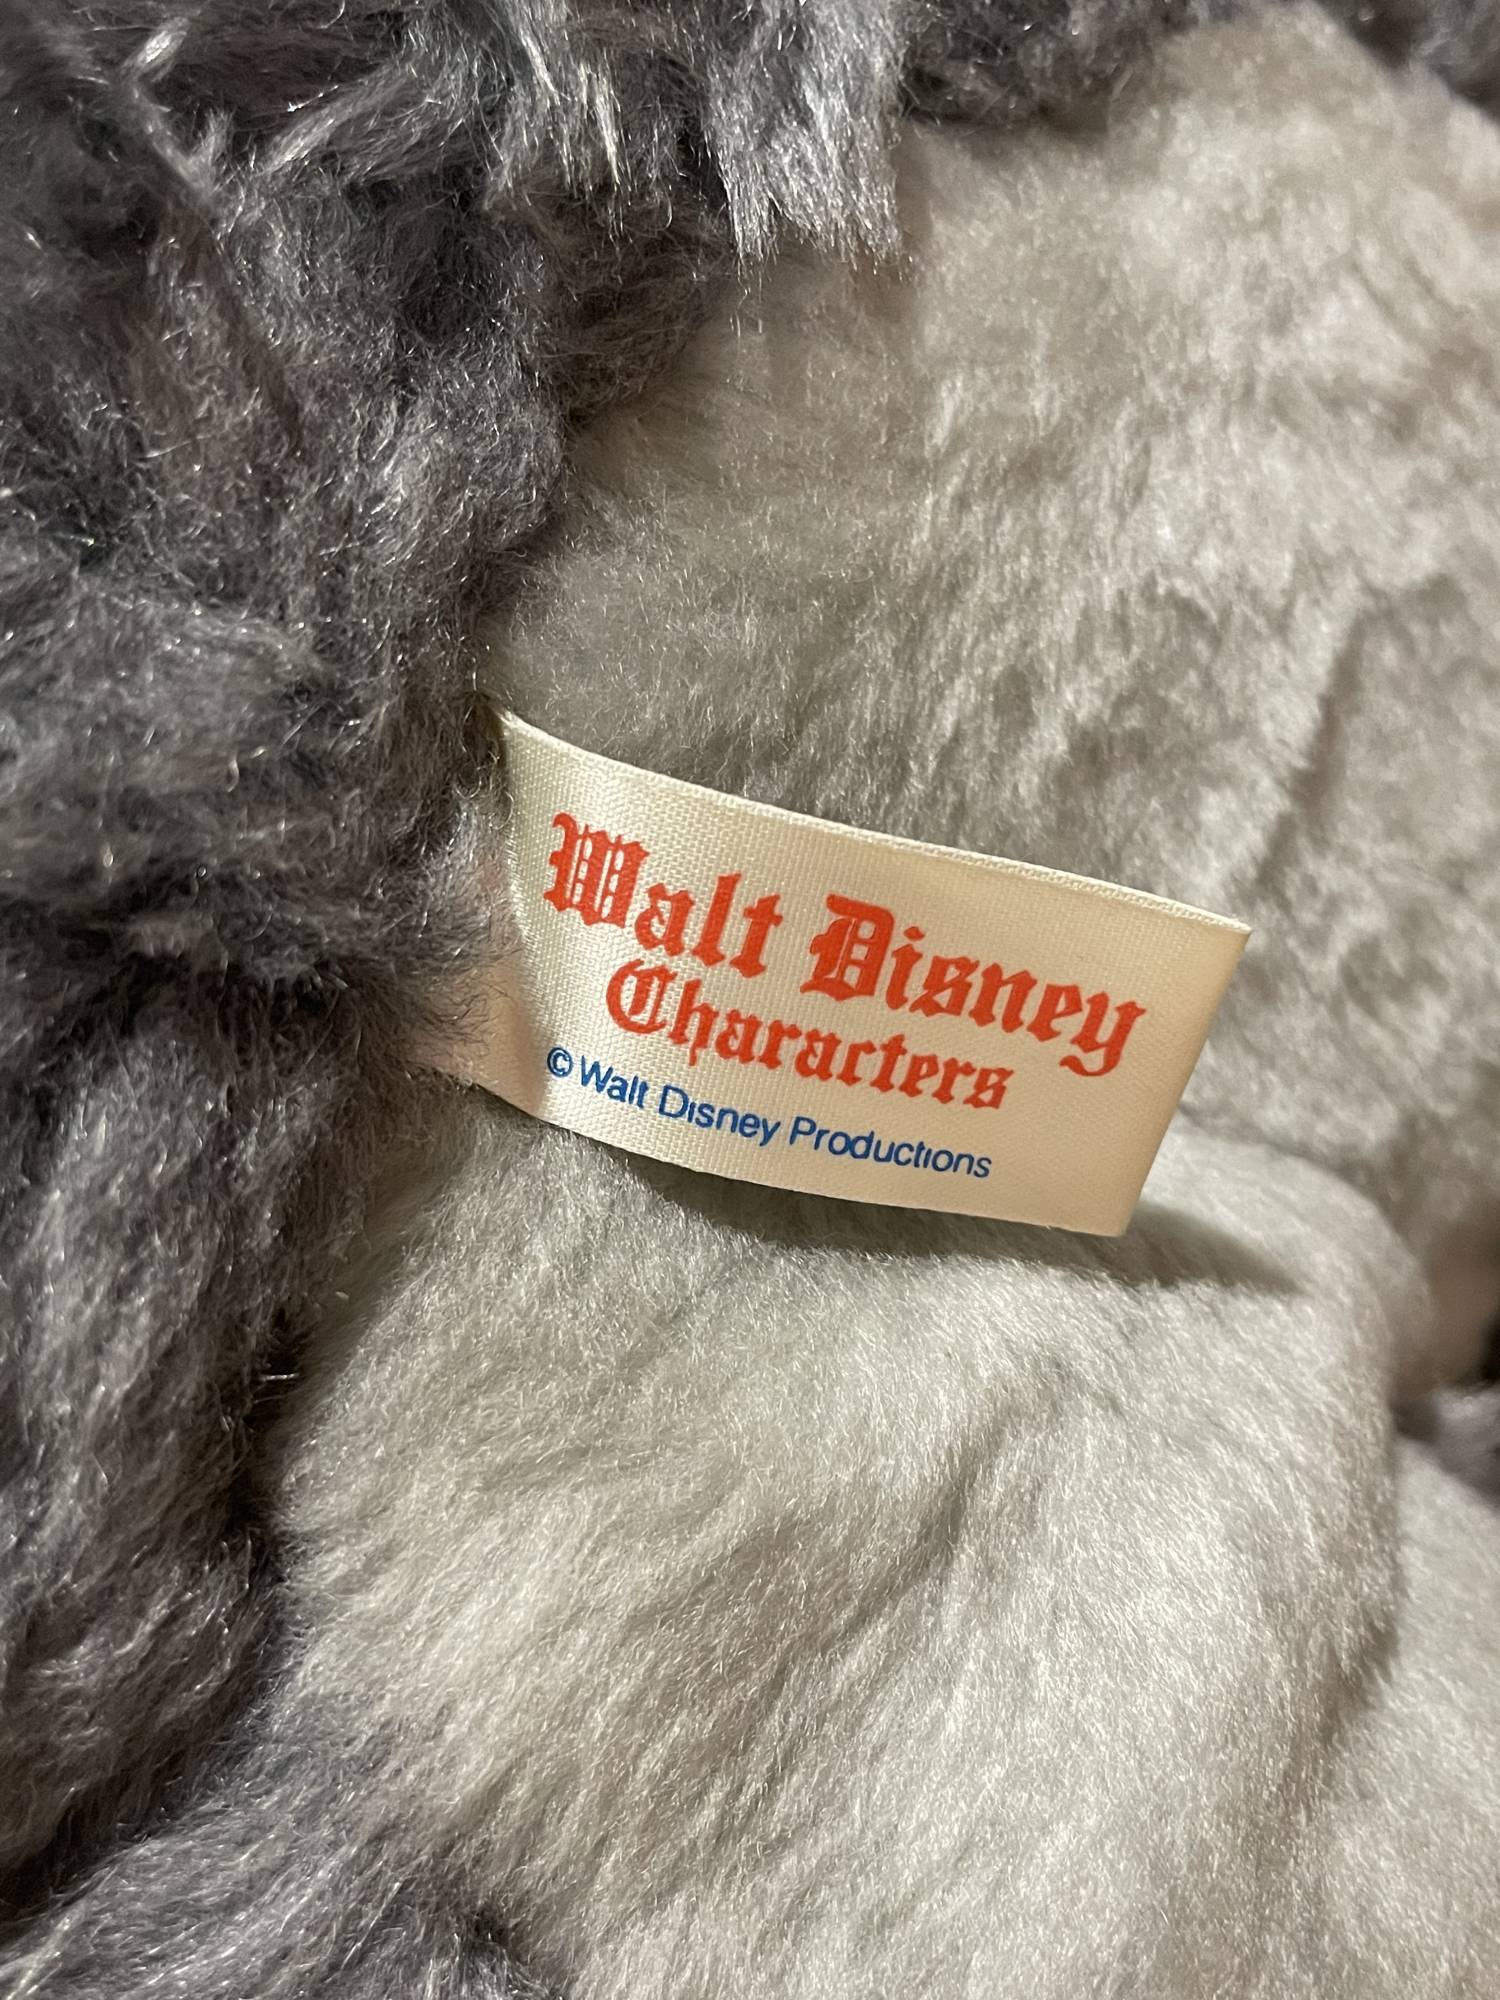 Walt Disney
Characters
© Walt Disney Productions